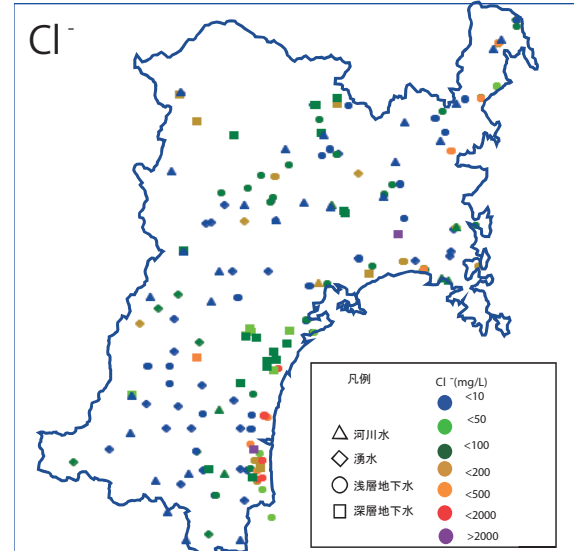 Cl⁻
凡例
Cl⁻(mg/L)
<10
<50
△ 河川水
<100
◇ 湧水
<200
○ 浅層地下水
<500
□ 深層地下水
<2000
>2000